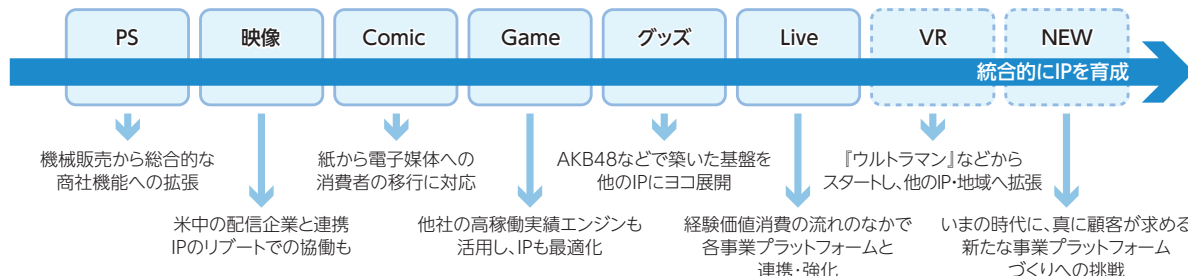 PS
映像
Comic
Game
グッズ
Live
VR
NEW
統合的にIPを育成
機械販売から総合的な
商社機能への拡張
米中の配信企業と連携
IPのリブートでの協働も
紙から電子媒体への
消費者の移行に対応
他社の高稼働実績エンジンも
活用し、IPも最適化
AKB48などで築いた基盤を
他のIPにヨコ展開
経験価値消費の流れのなかで
各事業プラットフォームと
連携・強化
『ウルトラマン』などから
スタートし、他のIP・地域へ拡張
いまの時代に、真に顧客が求める
新たな事業プラットフォーム
づくりへの挑戦